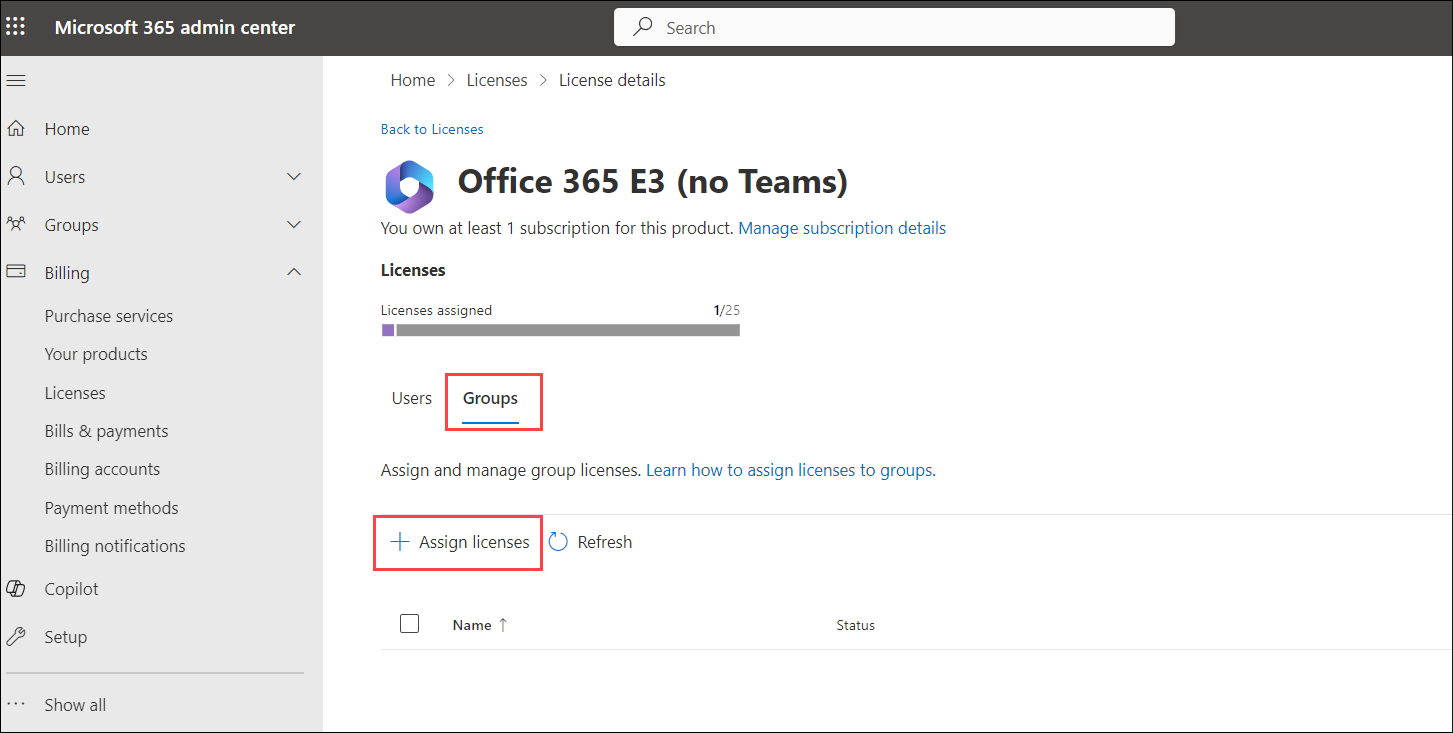 Microsoft 365 admin center
Search
Home
Users
Groups
Billing
Purchase services
Your products
Licenses
Bills & payments
Billing accounts
Payment methods
Billing notifications
Copilot
Setup
Show all
Home > Licenses > License details
Back to Licenses
Office 365 E3 (no Teams)
You own at least 1 subscription for this product. Manage subscription details
Licenses
Licenses assigned 1/25
Users Groups
Assign and manage group licenses. Learn how to assign licenses to groups.
Assign licenses Refresh
Name ↑ Status